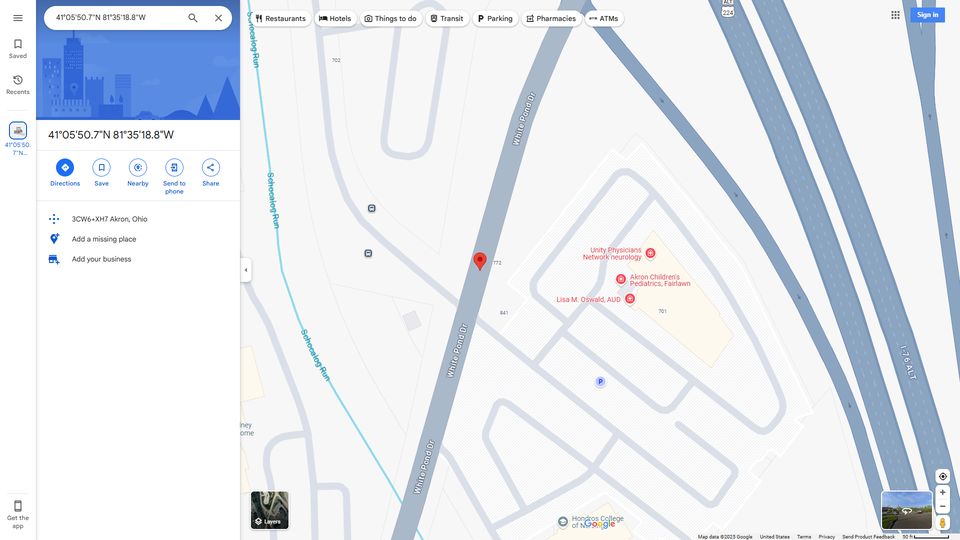 41°05'50.7"N 81°35'18.8"W
Restaurants
Hotels
Things to do
Transit
Parking
Pharmacies
ATMs
Sign in
Saved
Recents
41°05'50.
7"N...
41°05'50.7"N 81°35'18.8"W
Directions
Save
Nearby
Send to
phone
Share
3CW6+XH7 Akron, Ohio
Add a missing place
Add your business
Get the
app
Schocalog Run
Schocalog Run
Schocalog Run
702
White Pond Dr
ALT
224
772
841
Unity Physicians
Network neurology
Akron Children's
Pediatrics, Fairlawn
Lisa M. Oswald, AUD
701
White Pond Dr
P
I-76 ALT
White Pond Dr
Layers
Hondros College
Google
Map data ©2025 Google
United States
Terms
Privacy
Send Product Feedback
50 ft